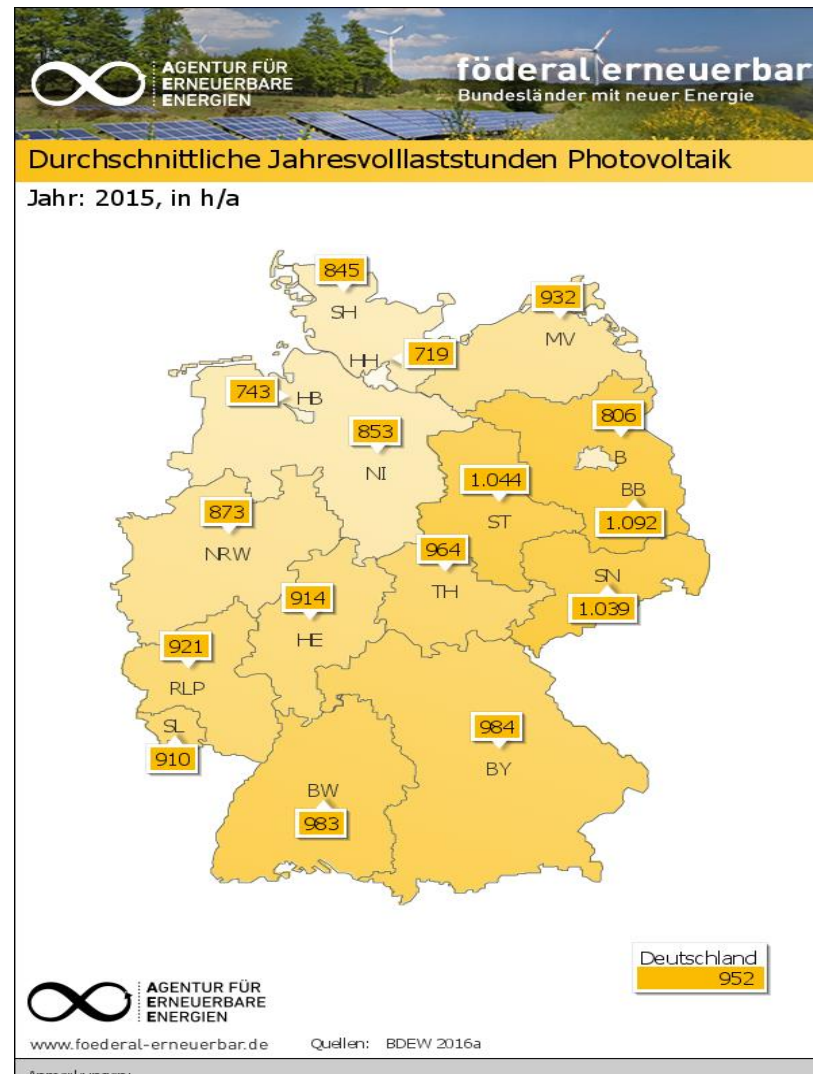 AGENTUR FÜR
ERNEUERBARE
ENERGIEN
föderal erneuerbar
Bundesländer mit neuer Energie
Durchschnittliche Jahresvolllaststunden Photovoltaik
Jahr: 2015, in h/a
845
SH
932
MV
HH
719
743
HB
806
B
853
NI
1.044
ST
BB
1.092
873
NRW
964
TH
SN
1.039
914
HE
921
RLP
SL
910
984
BY
BW
983
Deutschland
952
AGENTUR FÜR
ERNEUERBARE
ENERGIEN
www.foederal-erneuerbar.de Quellen: BDEW 2016a